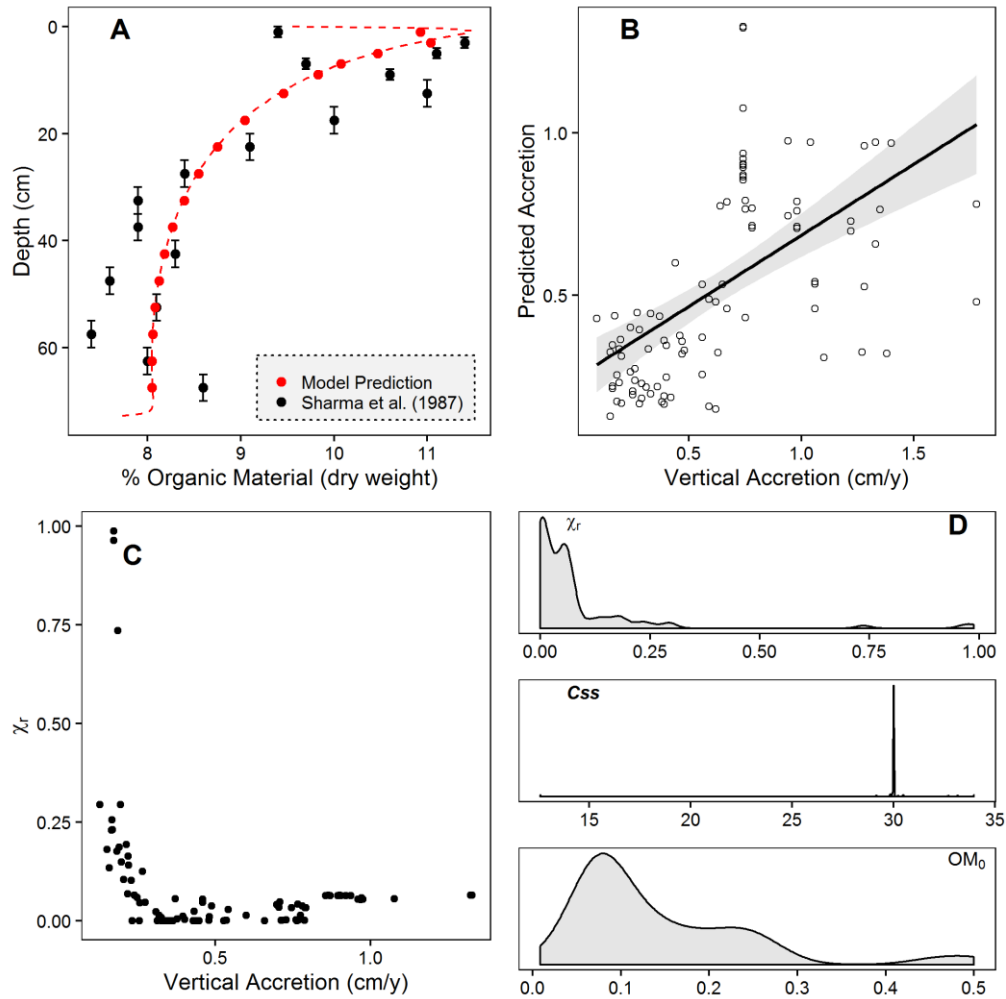 A
0
20
40
60
Depth (cm)
8
9
10
11
% Organic Material (dry weight)
Model Prediction
Sharma et al. (1987)
B
1.0
0.5
Predicted Accretion
0.5
1.0
1.5
Vertical Accretion (cm/y)
C
1.00
0.75
0.50
0.25
0.00
χr
0.5
1.0
Vertical Accretion (cm/y)
χr
D
0.00
0.25
0.50
0.75
1.00
Css
15
20
25
30
35
OM₀
0.0
0.1
0.2
0.3
0.4
0.5